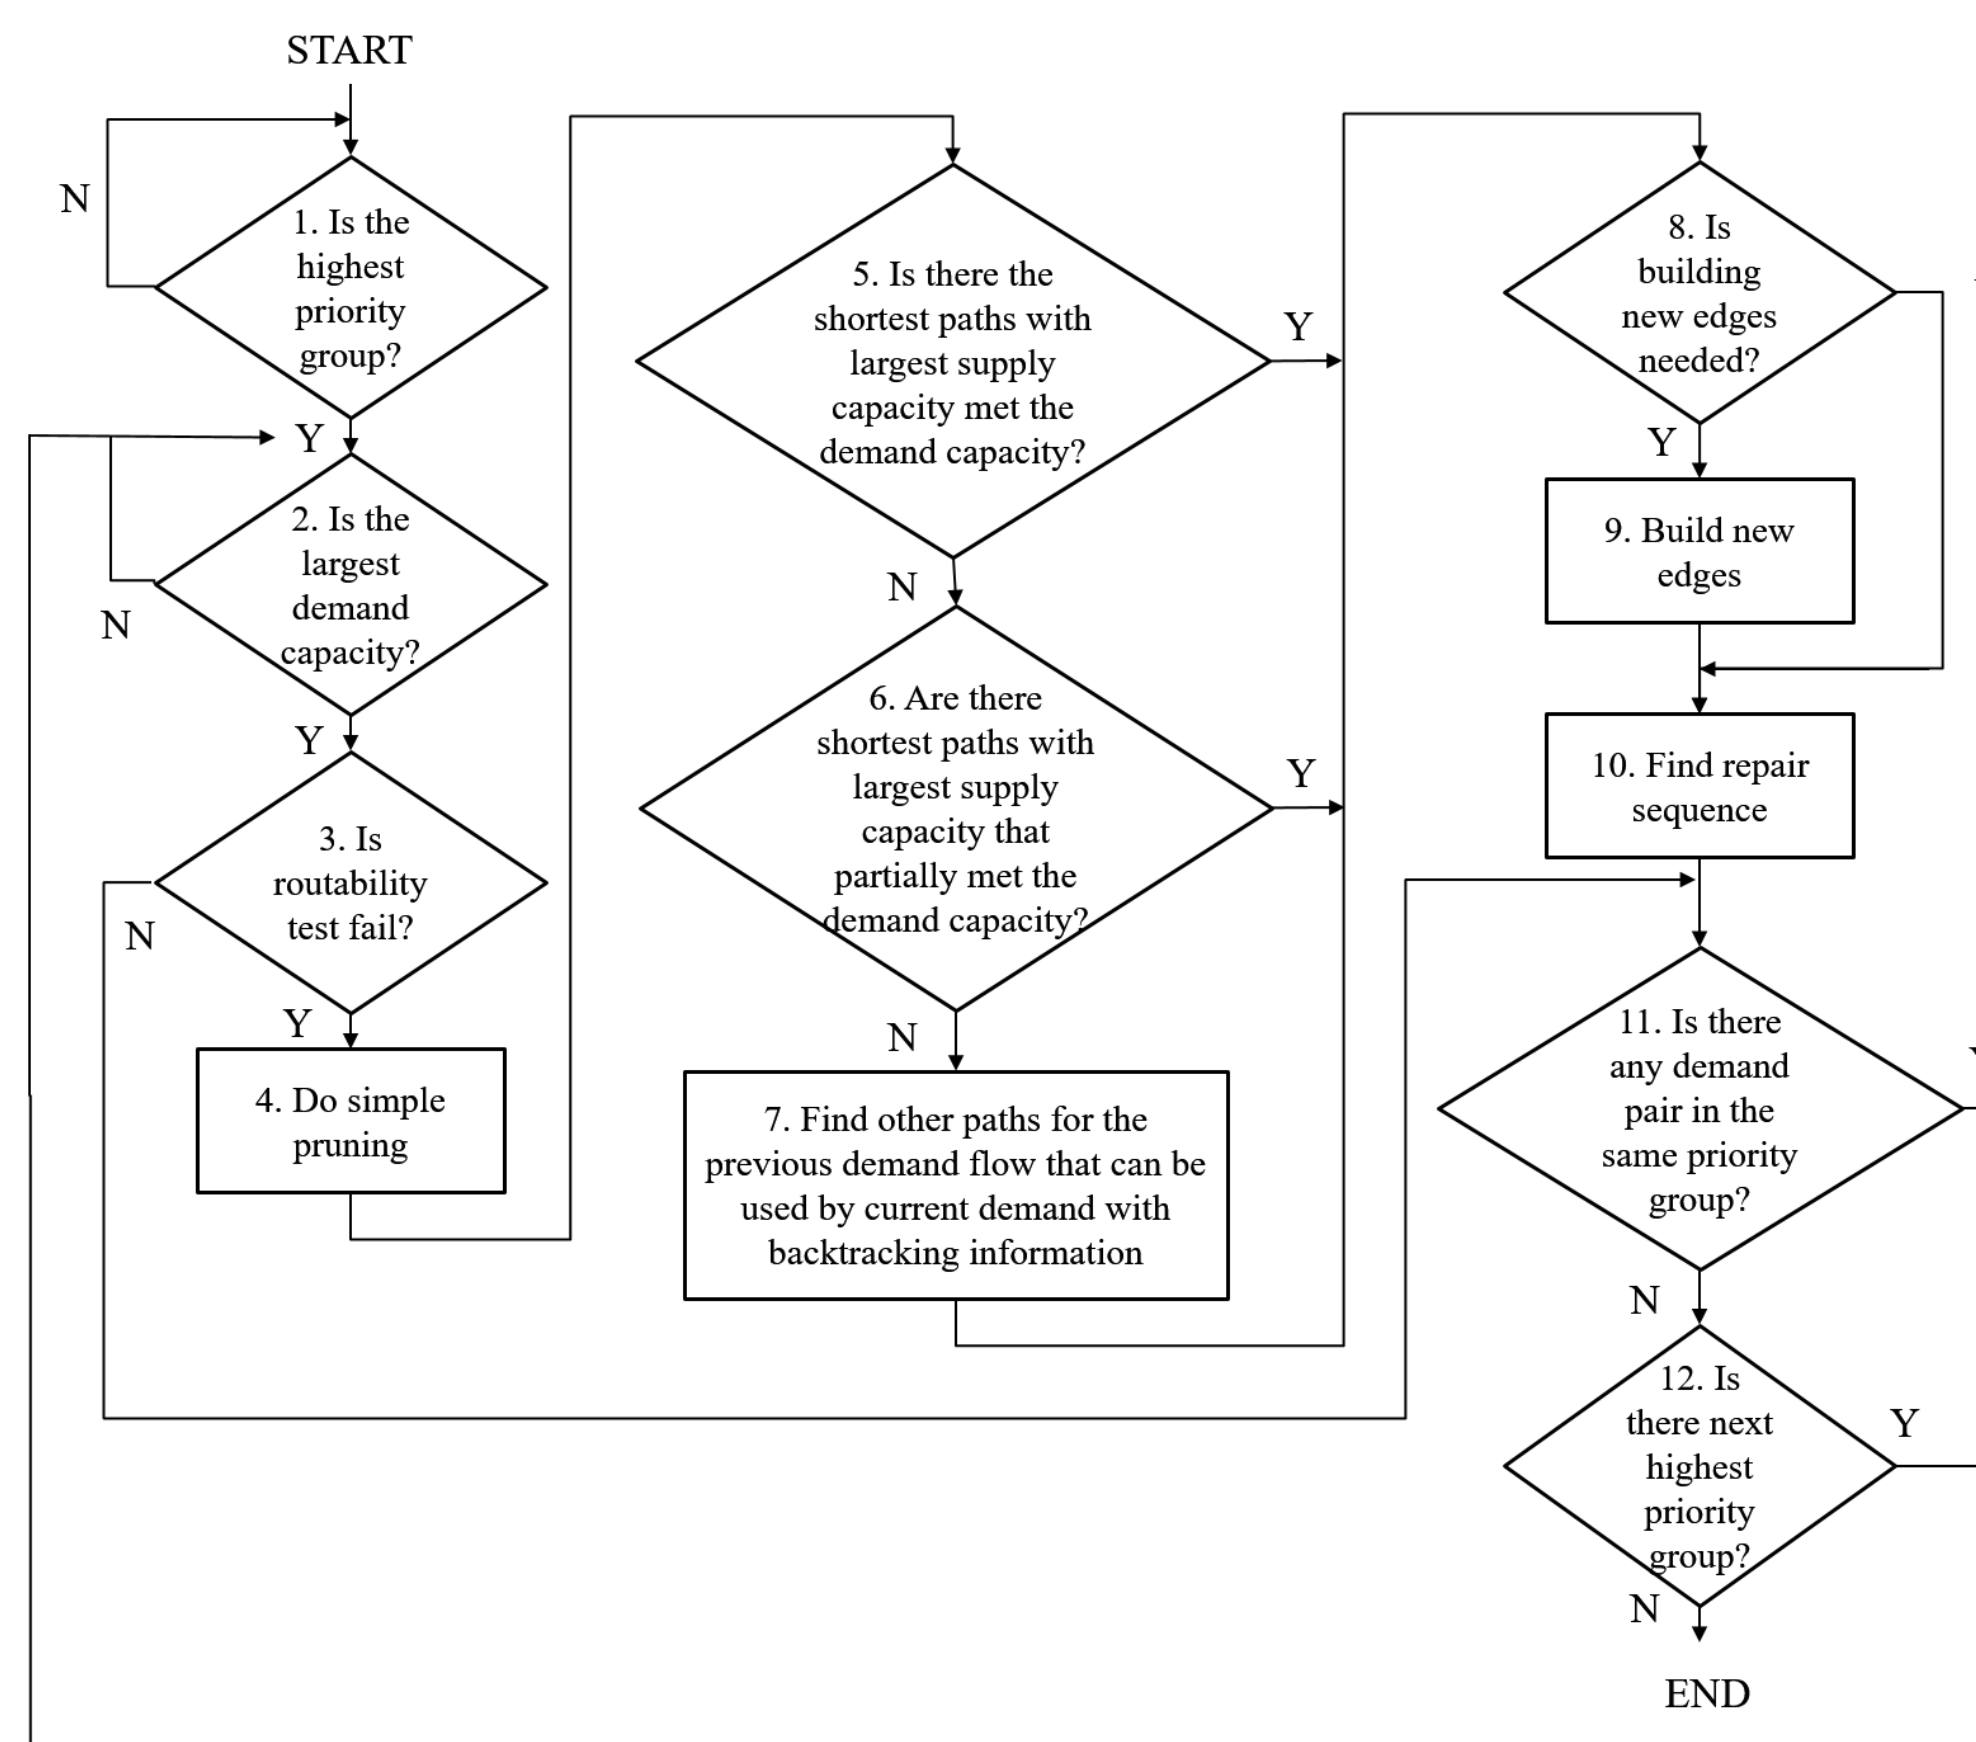 START
N
1. Is the
highest
priority
group?
Y
2. Is the
largest
demand
capacity?
N
Y
3. Is
routability
test fail?
N
Y
4. Do simple
pruning
5. Is there the
shortest paths with
largest supply
capacity met the
demand capacity?
Y
N
6. Are there
shortest paths with
largest supply
capacity that
partially met the
demand capacity?
Y
N
7. Find other paths for the
previous demand flow that can be
used by current demand with
backtracking information
8. Is
building
new edges
needed?
Y
9. Build new
edges
10. Find repair
sequence
11. Is there
any demand
pair in the
same priority
group?
N
12. Is
there next
highest
priority
group?
Y
N
END